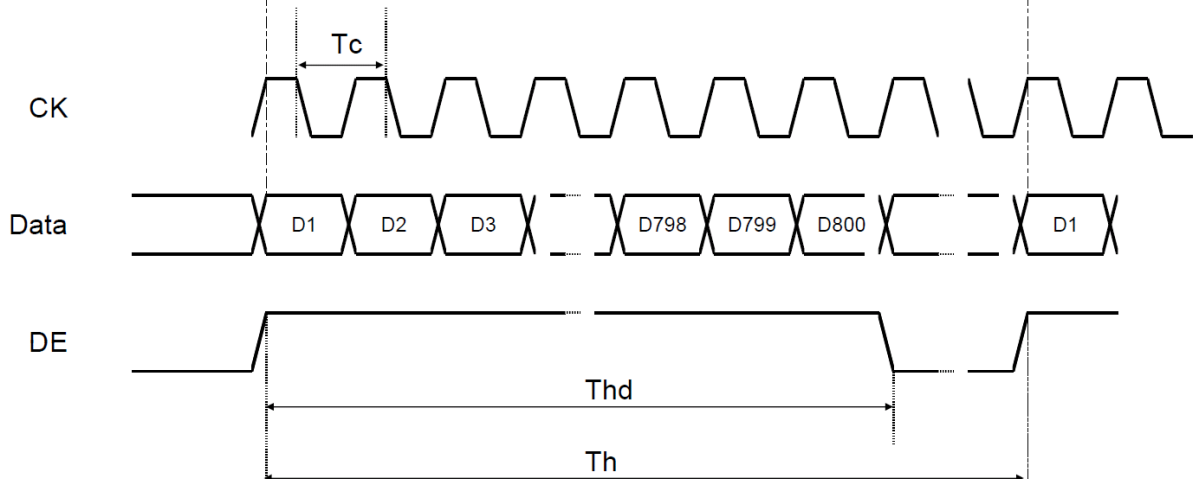 Tc
CK
Data
D1
D2
D3
D798
D799
D800
D1
DE
Thd
Th